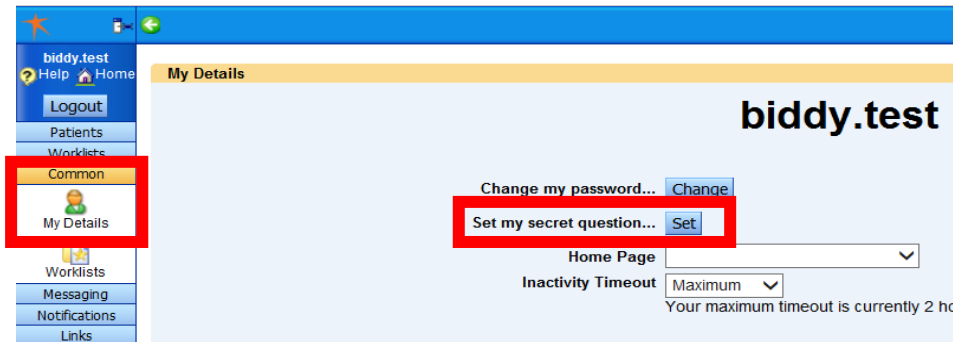 biddy.test
Help Home
Logout
Patients
Worklists
Common
My Details
Worklists
Messaging
Notifications
Links
My Details
biddy.test
Change my password... Change
Set my secret question... Set
Home Page
Inactivity Timeout Maximum
Your maximum timeout is currently 2